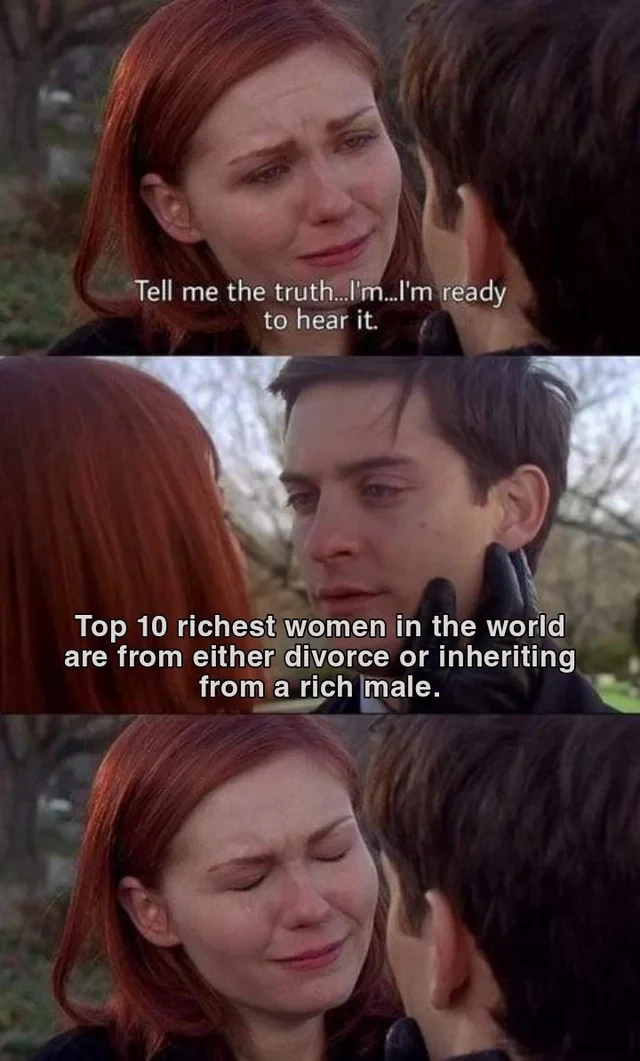 Tell me the truth...I'm...I'm ready
to hear it.
Top 10 richest women in the world
are from either divorce or inheriting
from a rich male.